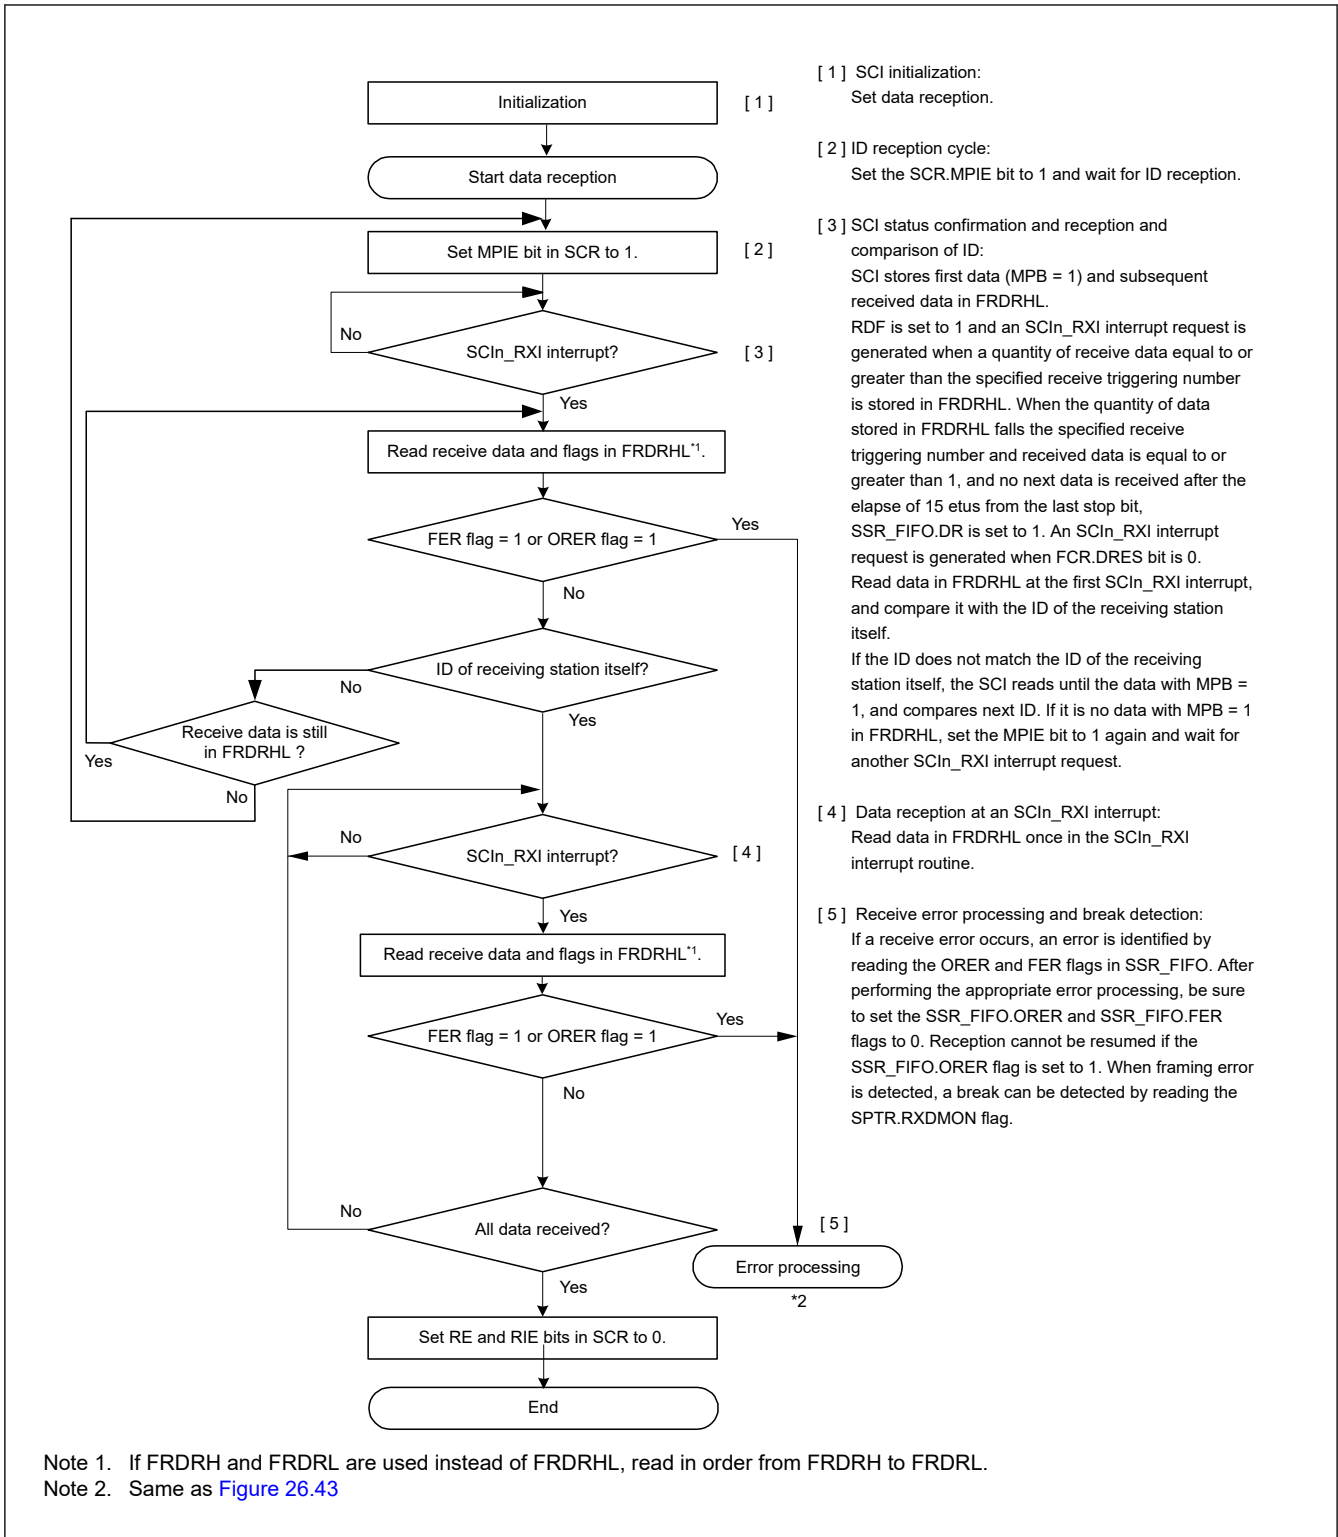 Initialization
[ 1 ]
Start data reception
Set MPIE bit in SCR to 1.
[ 2 ]
No
SCIn_RXI interrupt?
[ 3 ]
Yes
Read receive data and flags in FRDRHL*1.
FER flag = 1 or ORER flag = 1
Yes
No
ID of receiving station itself?
No
Yes
Receive data is still
in FRDRHL ?
Yes
No
No
SCIn_RXI interrupt?
[ 4 ]
Yes
Read receive data and flags in FRDRHL*1.
FER flag = 1 or ORER flag = 1
Yes
No
No
All data received?
Yes
[ 5 ]
Error processing
*2
Set RE and RIE bits in SCR to 0.
End
[ 1 ] SCI initialization:
Set data reception.
[ 2 ] ID reception cycle:
Set the SCR.MPIE bit to 1 and wait for ID reception.
[ 3 ] SCI status confirmation and reception and
comparison of ID:
SCI stores first data (MPB = 1) and subsequent
received data in FRDRHL.
RDF is set to 1 and an SCIn_RXI interrupt request is
generated when a quantity of receive data equal to or
greater than the specified receive triggering number
is stored in FRDRHL. When the quantity of data
stored in FRDRHL falls the specified receive
triggering number and received data is equal to or
greater than 1, and no next data is received after the
elapse of 15 etus from the last stop bit,
SSR_FIFO.DR is set to 1. An SCIn_RXI interrupt
request is generated when FCR.DRES bit is 0.
Read data in FRDRHL at the first SCIn_RXI interrupt,
and compare it with the ID of the receiving station
itself.
If the ID does not match the ID of the receiving
station itself, the SCI reads until the data with MPB =
1, and compares next ID. If it is no data with MPB = 1
in FRDRHL, set the MPIE bit to 1 again and wait for
another SCIn_RXI interrupt request.
[ 4 ] Data reception at an SCIn_RXI interrupt:
Read data in FRDRHL once in the SCIn_RXI
interrupt routine.
[ 5 ] Receive error processing and break detection:
If a receive error occurs, an error is identified by
reading the ORER and FER flags in SSR_FIFO. After
performing the appropriate error processing, be sure
to set the SSR_FIFO.ORER and SSR_FIFO.FER
flags to 0. Reception cannot be resumed if the
SSR_FIFO.ORER flag is set to 1. When framing error
is detected, a break can be detected by reading the
SPTR.RXDMON flag.
Note 1. If FRDRH and FRDRL are used instead of FRDRHL, read in order from FRDRH to FRDRL.
Note 2. Same as Figure 26.43